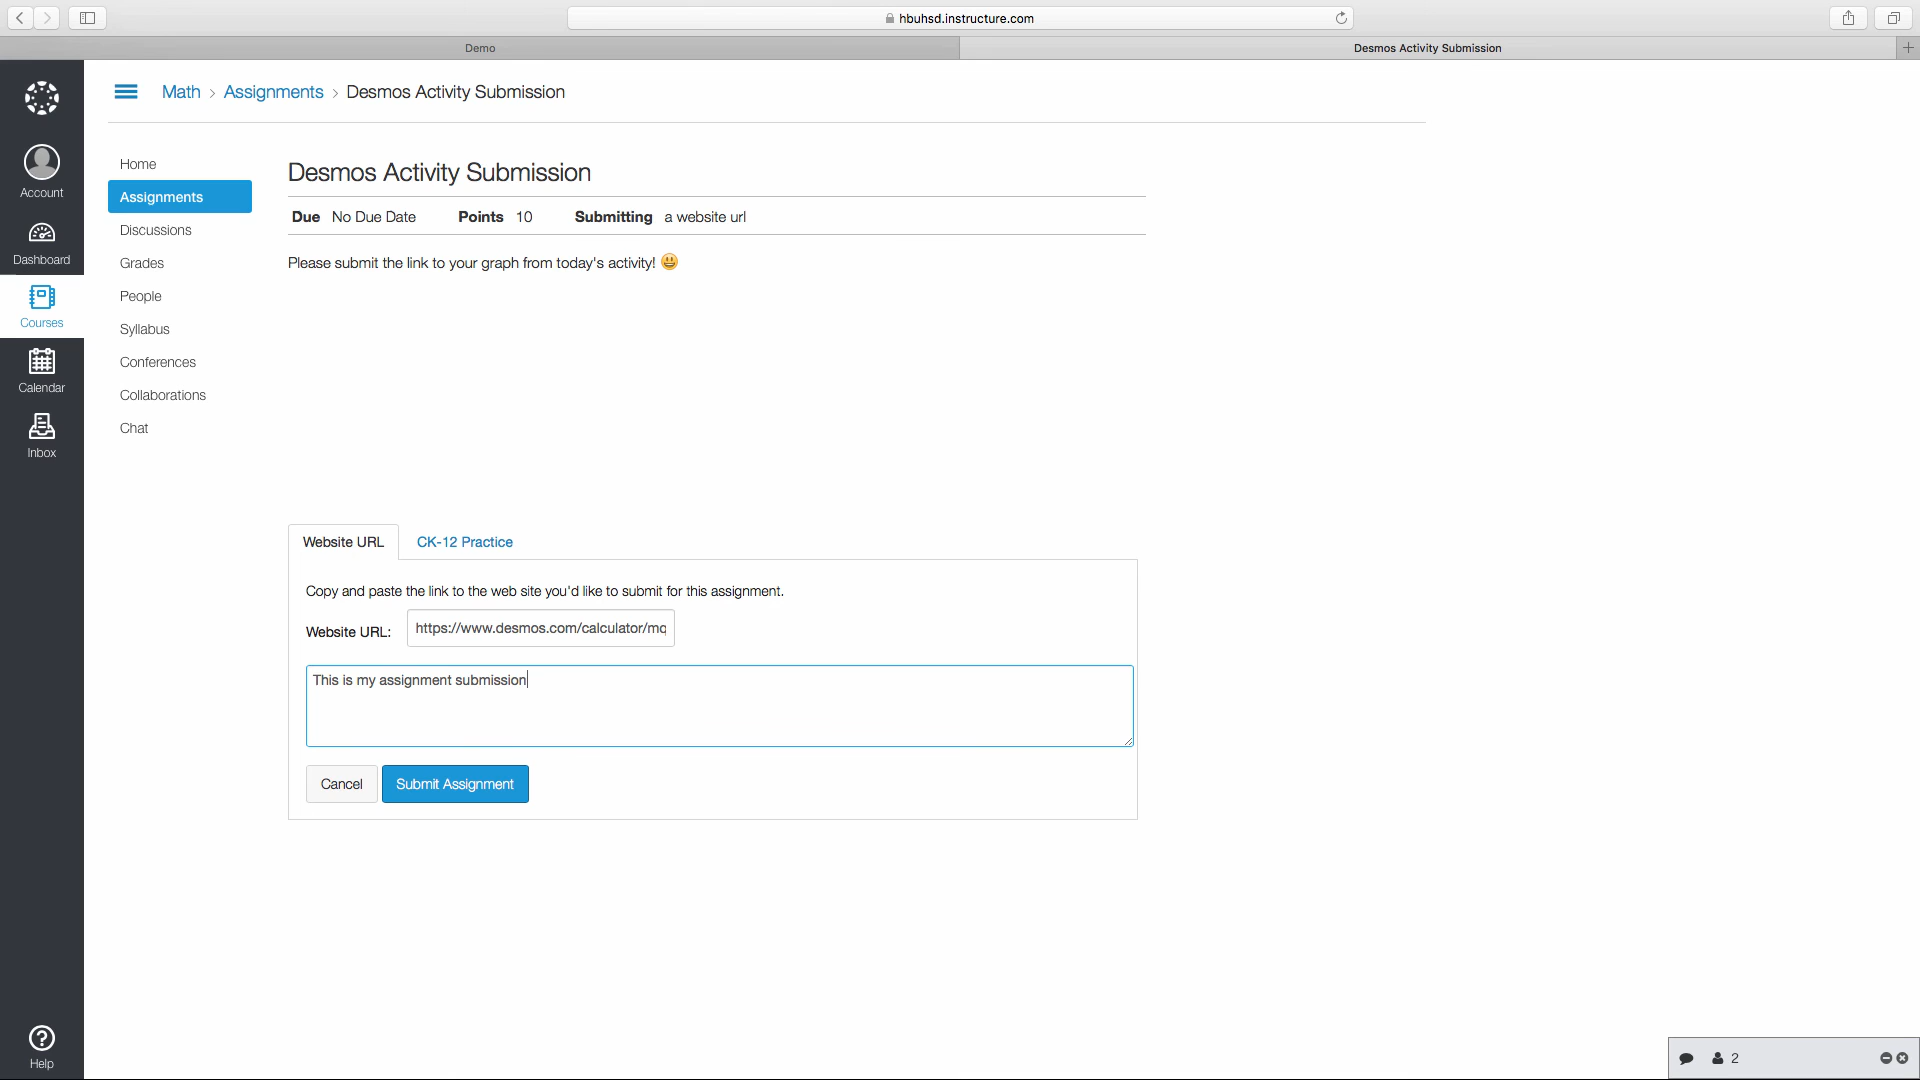 hbuhsd.instructure.com
Demo
Desmos Activity Submission
Math > Assignments > Desmos Activity Submission
Account
Dashboard
Courses
Calendar
Inbox
Help
Home
Assignments
Discussions
Grades
People
Syllabus
Conferences
Collaborations
Chat
Desmos Activity Submission
Due No Due Date Points 10 Submitting a website url
Please submit the link to your graph from today's activity! 😃
Website URL CK-12 Practice
Copy and paste the link to the web site you'd like to submit for this assignment.
Website URL: https://www.desmos.com/calculator/mq
This is my assignment submission
Cancel Submit Assignment
2